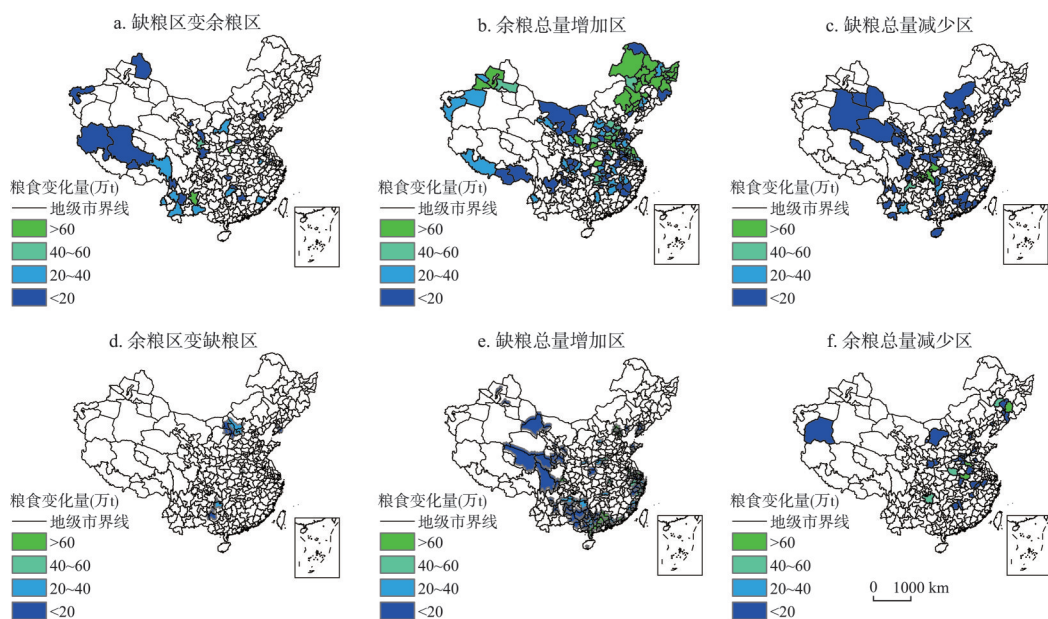 a. 缺粮区变余粮区
粮食变化量(万t)
地级市界线
>60
40~60
20~40
<20
b. 余粮总量增加区
粮食变化量(万t)
地级市界线
>60
40~60
20~40
<20
c. 缺粮总量减少区
粮食变化量(万t)
地级市界线
>60
40~60
20~40
<20
d. 余粮区变缺粮区
粮食变化量(万t)
地级市界线
>60
40~60
20~40
<20
e. 缺粮总量增加区
粮食变化量(万t)
地级市界线
>60
40~60
20~40
<20
f. 余粮总量减少区
粮食变化量(万t)
地级市界线
>60
40~60
20~40
<20
0 1000 km